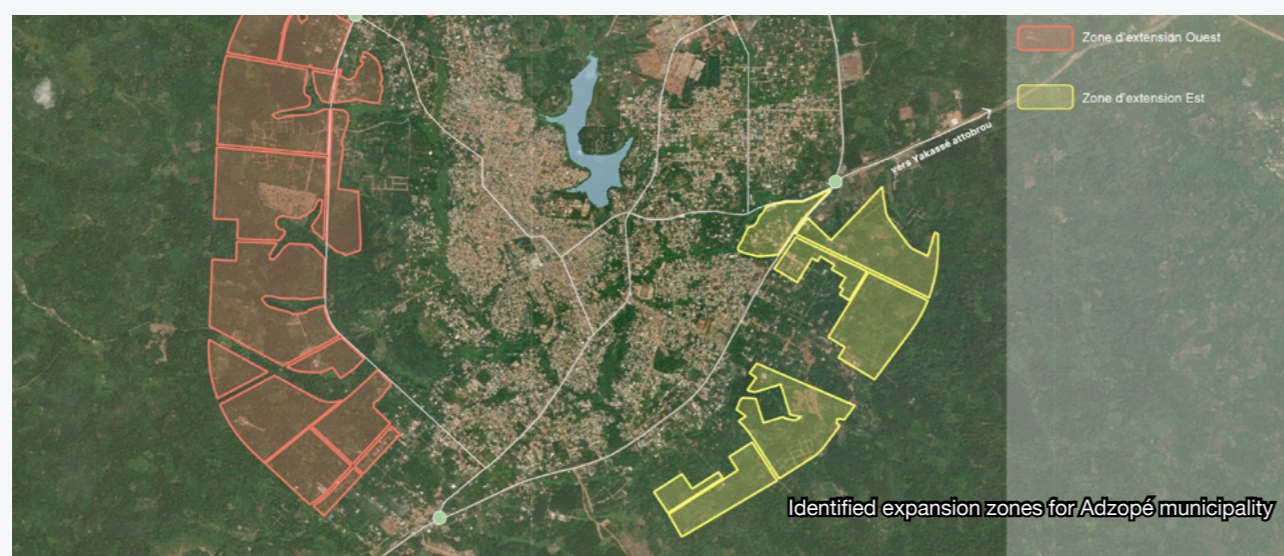 Zone d'extension Ouest
Zone d'extension Est
vers Yakassé attobrou
Identified expansion zones for Adzopé municipality